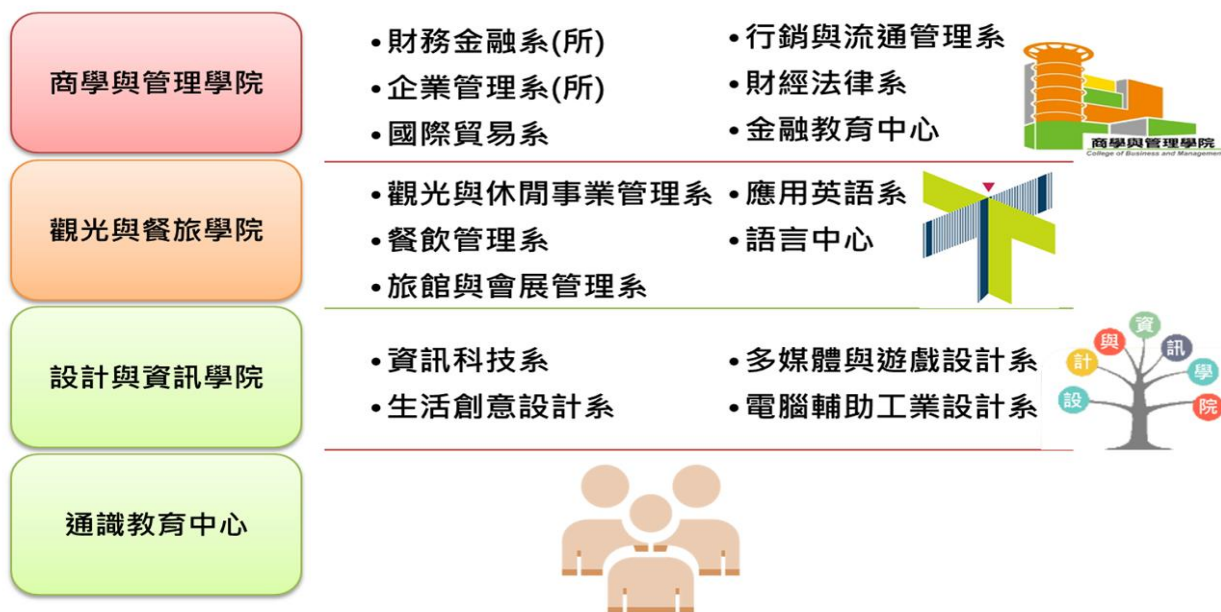 商學與管理學院
•財務金融系(所)
•企業管理系(所)
•國際貿易系
•行銷與流通管理系
•財經法律系
•金融教育中心
商學與管理學院
College of Business and Management
觀光與餐旅學院
•觀光與休閒事業管理系
•餐飲管理系
•旅館與會展管理系
•應用英語系
•語言中心
設計與資訊學院
•資訊科技系
•生活創意設計系
•多媒體與遊戲設計系
•電腦輔助工業設計系
設計與資訊學院
通識教育中心